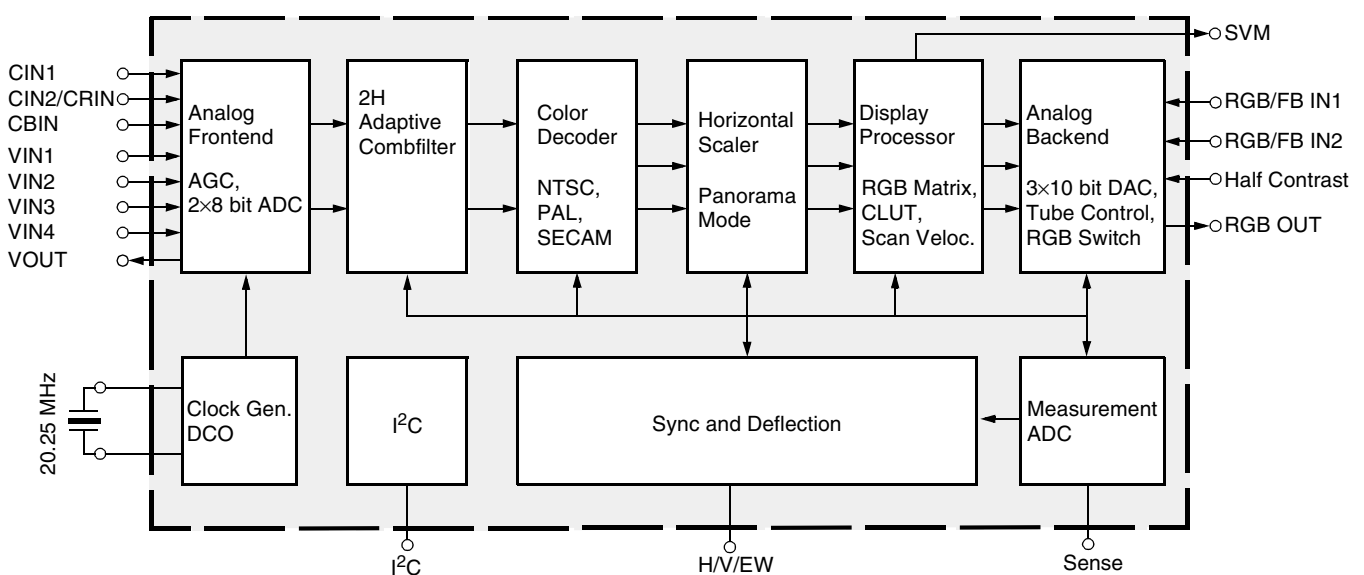 CIN1
CIN2/CRIN
CBIN
VIN1
VIN2
VIN3
VIN4
VOUT
Analog
Frontend
AGC,
2×8 bit ADC
2H
Adaptive
Combfilter
Color
Decoder
NTSC,
PAL,
SECAM
Horizontal
Scaler
Panorama
Mode
Display
Processor
RGB Matrix,
CLUT,
Scan Veloc.
Analog
Backend
3×10 bit DAC,
Tube Control,
RGB Switch
SVM
RGB/FB IN1
RGB/FB IN2
Half Contrast
RGB OUT
20.25 MHz
Clock Gen.
DCO
I²C
Sync and Deflection
Measurement
ADC
I²C
H/V/EW
Sense